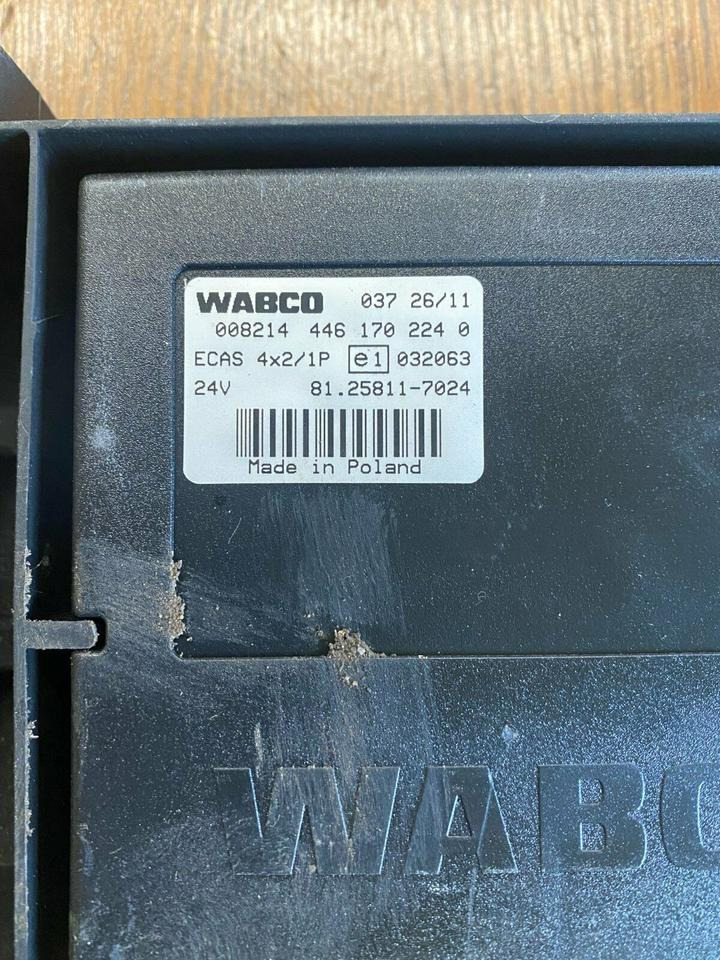 WABCO 037 26/11
008214 446 170 224 0
ECAS 4x2/1P e1 032063
24V 81.25811-7024
Made in Poland
WABC